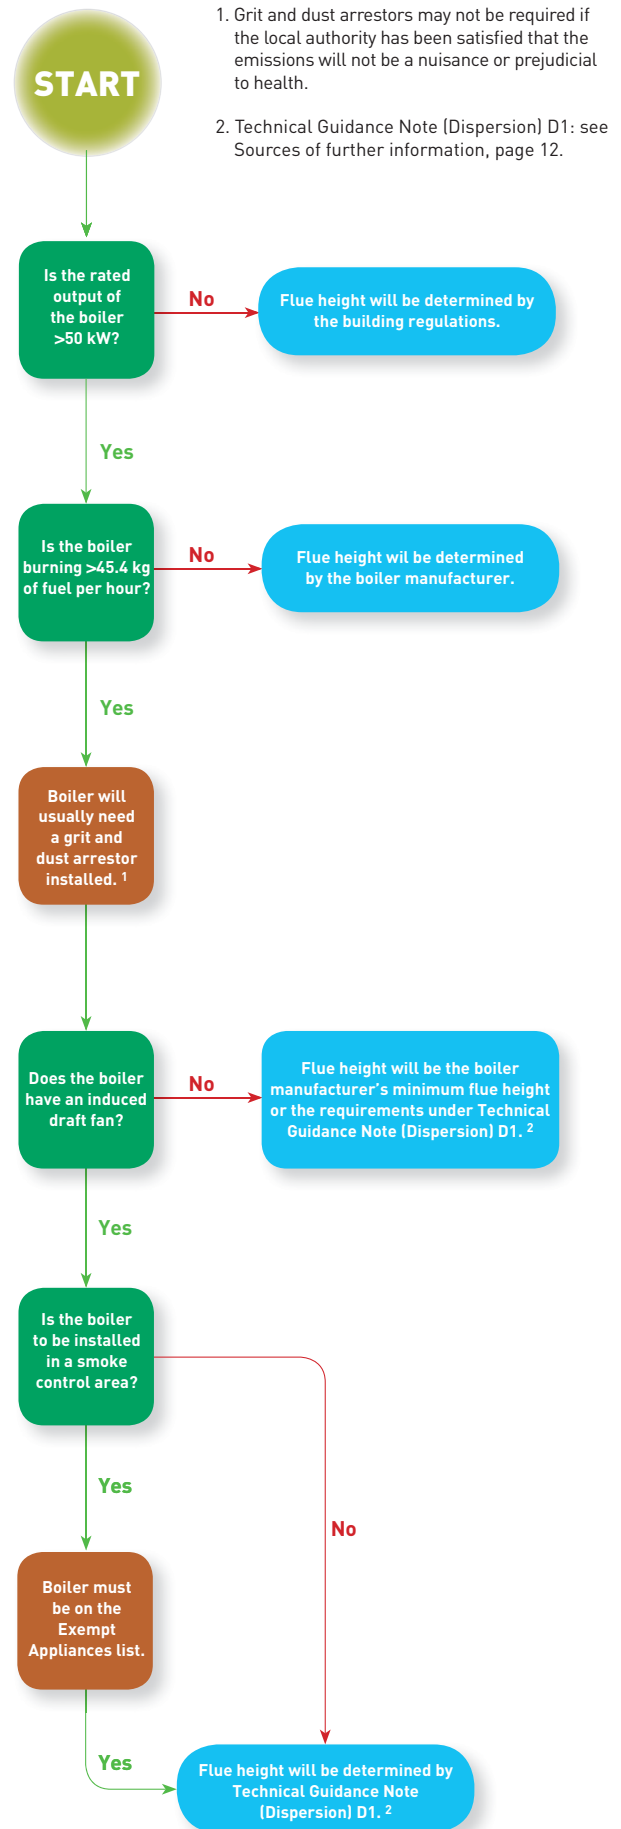 1. Grit and dust arrestors may not be required if
the local authority has been satisfied that the
emissions will not be a nuisance or prejudicial
to health.
2. Technical Guidance Note (Dispersion) D1: see
Sources of further information, page 12.
START
Is the rated
output of
the boiler
>50 kW?
No
Flue height will be determined by
the building regulations.
Yes
Is the boiler
burning >45.4 kg
of fuel per hour?
No
Flue height wil be determined
by the boiler manufacturer.
Yes
Boiler will
usually need
a grit and
dust arrestor
installed. 1
Does the boiler
have an induced
draft fan?
No
Flue height will be the boiler
manufacturer's minimum flue height
or the requirements under Technical
Guidance Note (Dispersion) D1. 2
Yes
Is the boiler
to be installed
in a smoke
control area?
Yes
No
Boiler must
be on the
Exempt
Appliances list.
Yes
Flue height will be determined by
Technical Guidance Note
(Dispersion) D1. 2